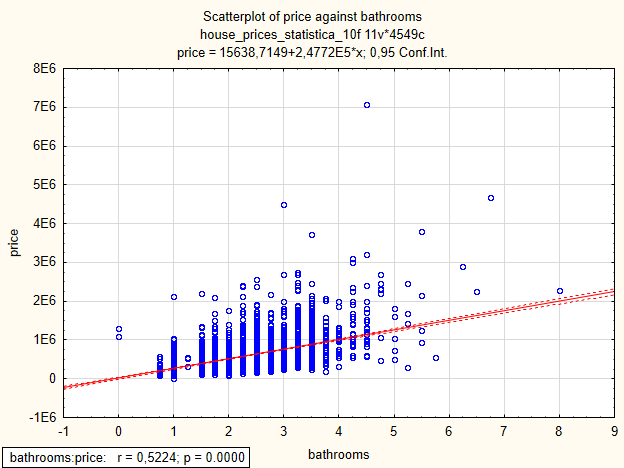 Scatterplot of price against bathrooms
house_prices_statistica_10f 11v*4549c
price = 15638,7149+2,4772E5*x; 0,95 Conf.Int.
8E6
7E6
6E6
5E6
4E6
3E6
2E6
1E6
0
-1E6
price
-1 0 1 2 3 4 5 6 7 8 9
bathrooms
bathrooms:price: r = 0,5224; p = 0.0000